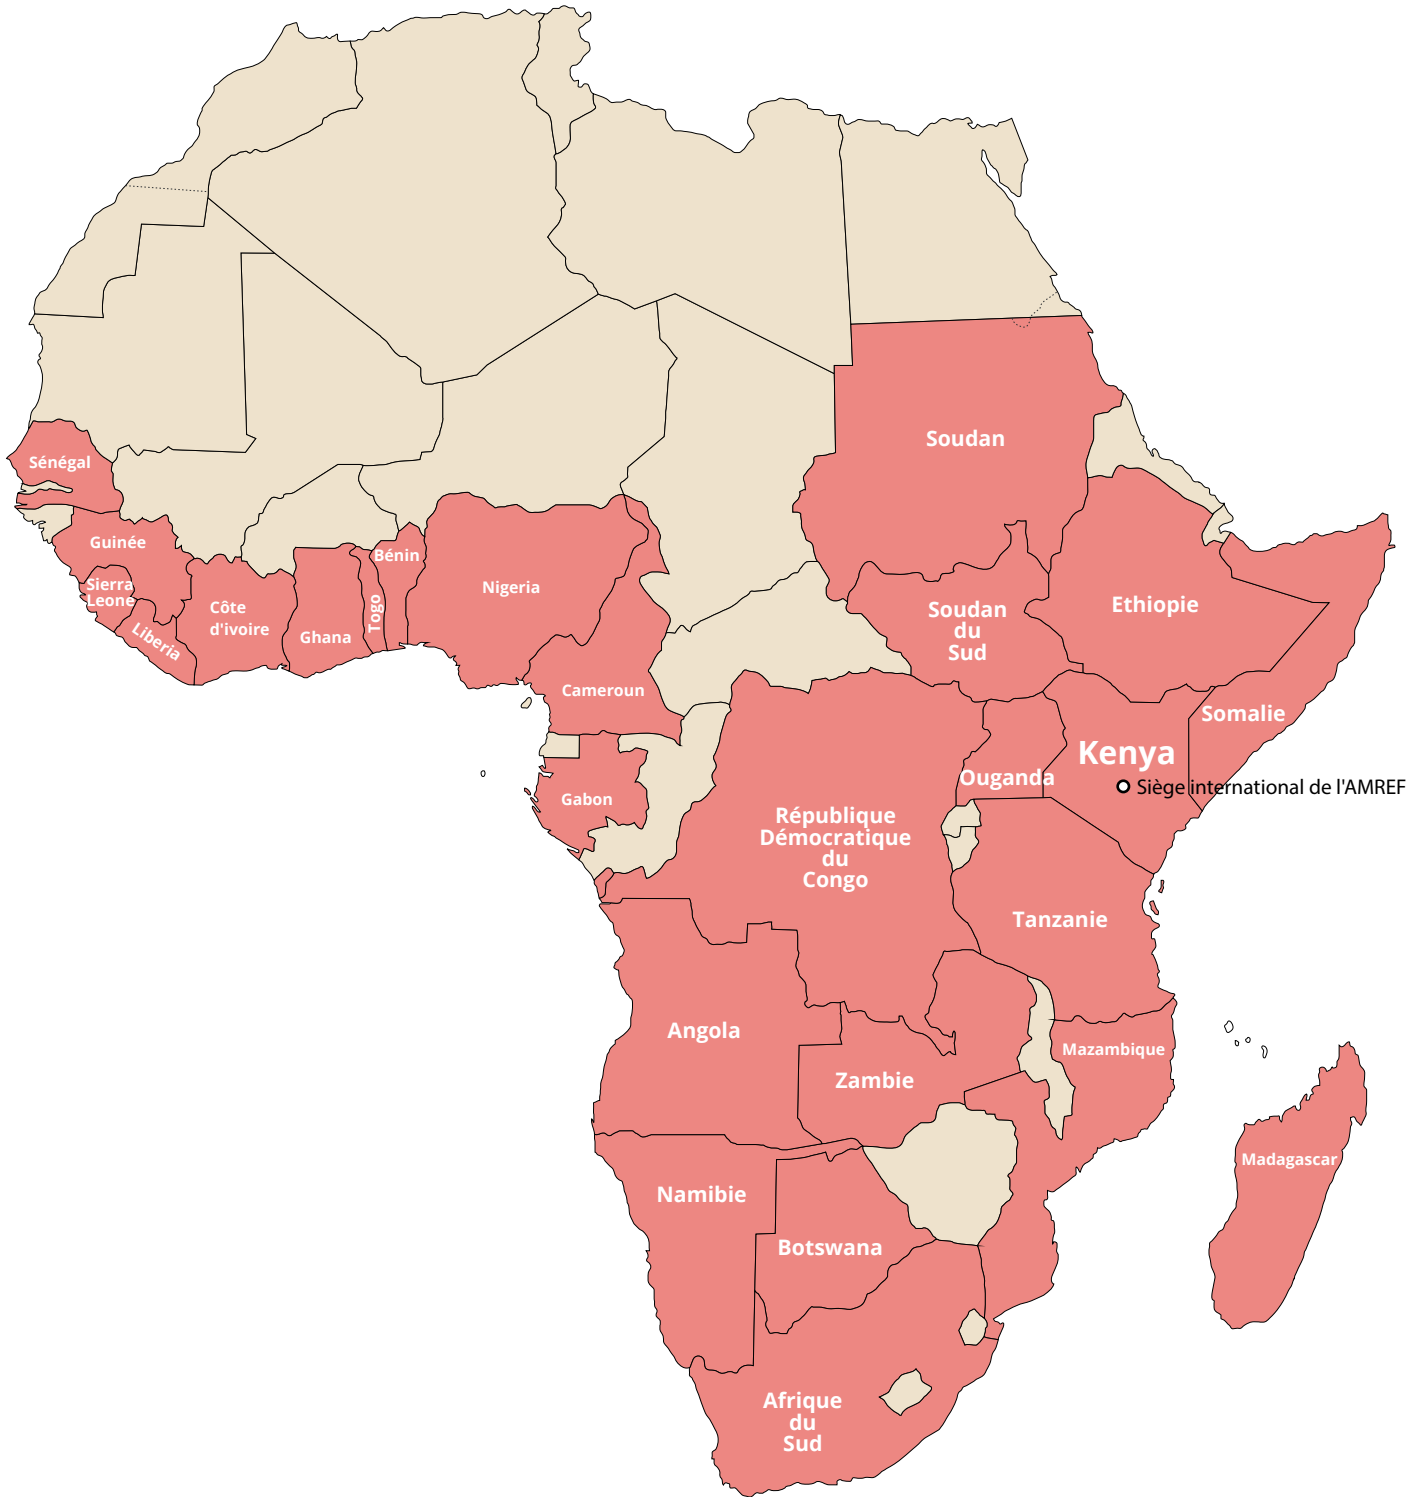 Soudan
Sénégal
Guinée
Bénin
Sierra
Leone
Nigeria
Togo
Côte
d'ivoire
Ghana
Liberia
Soudan
du
Sud
Ethiopie
Cameroun
Somalie
Kenya
Ouganda
Siège international de l'AMREF
Gabon
République
Démocratique
du
Congo
Tanzanie
Angola
Mazambique
Zambie
Madagascar
Namibie
Botswana
Afrique
du
Sud